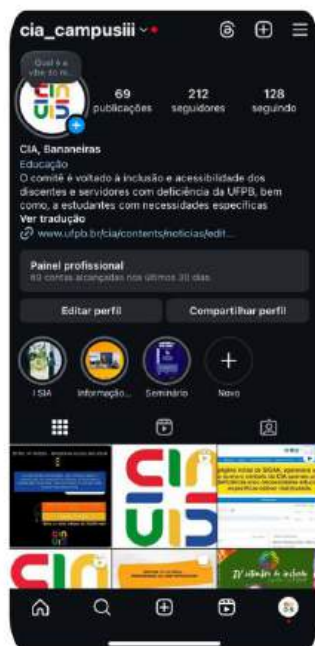 cia_campusiii
Qual é a
vibe do m...
69
publicações
212
seguidores
128
seguindo
CIA, Bananeiras
Educação
O comitê é voltado à inclusão e acessibilidade dos
discentes e servidores com deficiência da UFPB, bem
como, a estudantes com necessidades específicas
Ver tradução
www.ufpb.br/cia/contents/noticias/edit...
Painel profissional
69 contas alcançadas nos últimos 30 dias
Editar perfil
Compartilhar perfil
I SIA
Informação...
Seminário
Novo